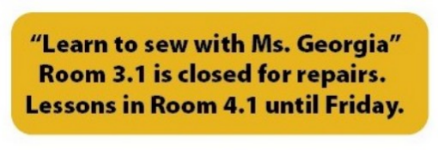 “Learn to sew with Ms. Georgia”
Room 3.1 is closed for repairs.
Lessons in Room 4.1 until Friday.